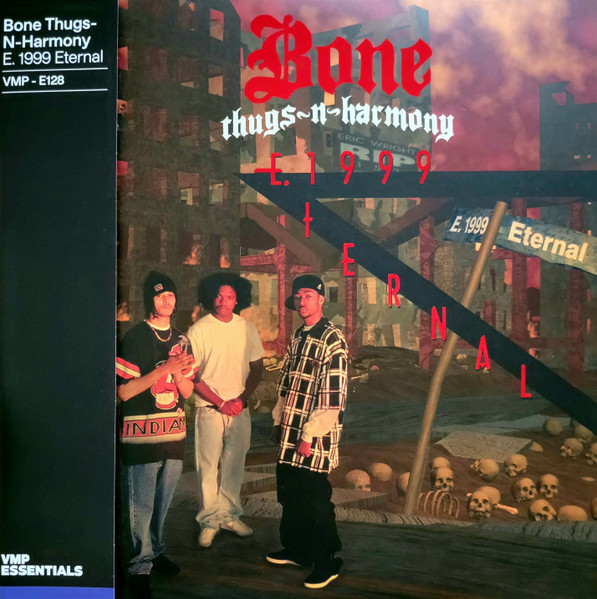 Bone Thugs-
N-Harmony
E. 1999 Eternal
VMP - E128
Bone
thugs~n~harmony
ERIC WRIGHT
RIP
E. 1999
ETERNAL
E. 1999 Eternal
INDIAN
VMP
ESSENTIALS